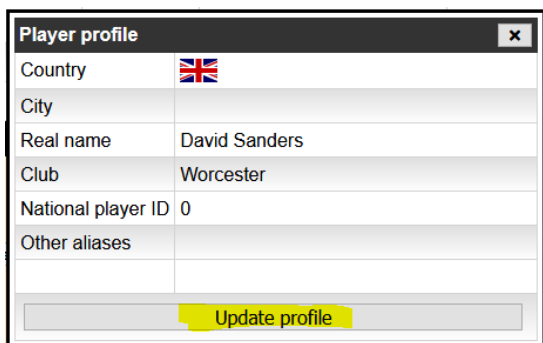 Player profile ×
Country
City
Real name David Sanders
Club Worcester
National player ID 0
Other aliases
Update profile